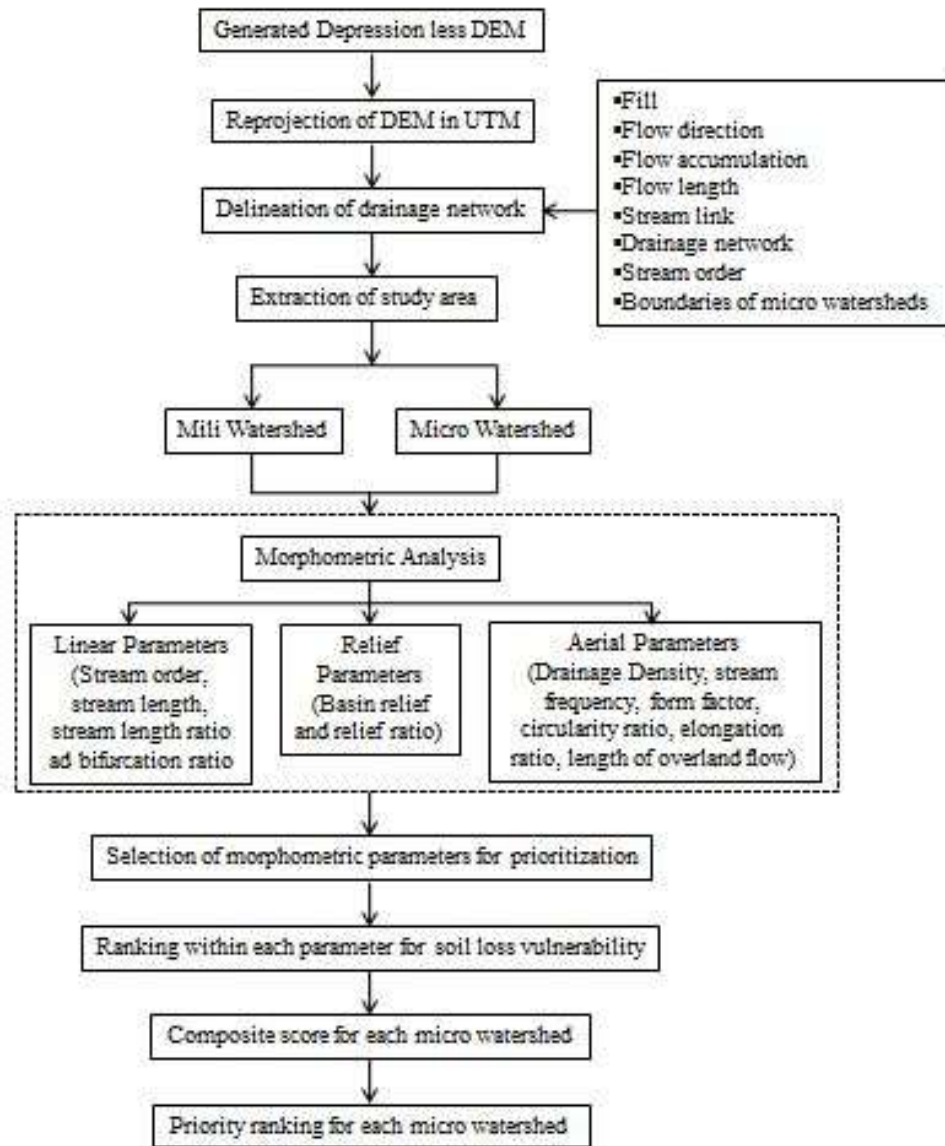 Generated Depression less DEM
Reprojection of DEM in UTM
▪Fill
▪Flow direction
▪Flow accumulation
▪Flow length
▪Stream link
▪Drainage network
▪Stream order
▪Boundaries of micro watersheds
Delineation of drainage network
Extraction of study area
Mili Watershed
Micro Watershed
Morphometric Analysis
Linear Parameters
(Stream order,
stream length,
stream length ratio
ad bifurcation ratio
Relief
Parameters
(Basin relief
and relief ratio)
Aerial Parameters
(Drainage Density, stream
frequency, form factor,
circularity ratio, elongation
ratio, length of overland flow)
Selection of morphometric parameters for prioritization
Ranking within each parameter for soil loss vulnerability
Composite score for each micro watershed
Priority ranking for each micro watershed